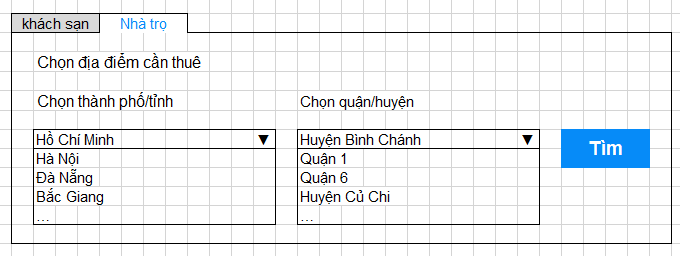 khách sạn Nhà trọ
Chọn địa điểm cần thuê
Chọn thành phố/tỉnh Chọn quận/huyện
Hồ Chí Minh ▼ Huyện Bình Chánh ▼ Tìm
Hà Nội Quận 1
Đà Nẵng Quận 6
Bắc Giang Huyện Củ Chi
... ...